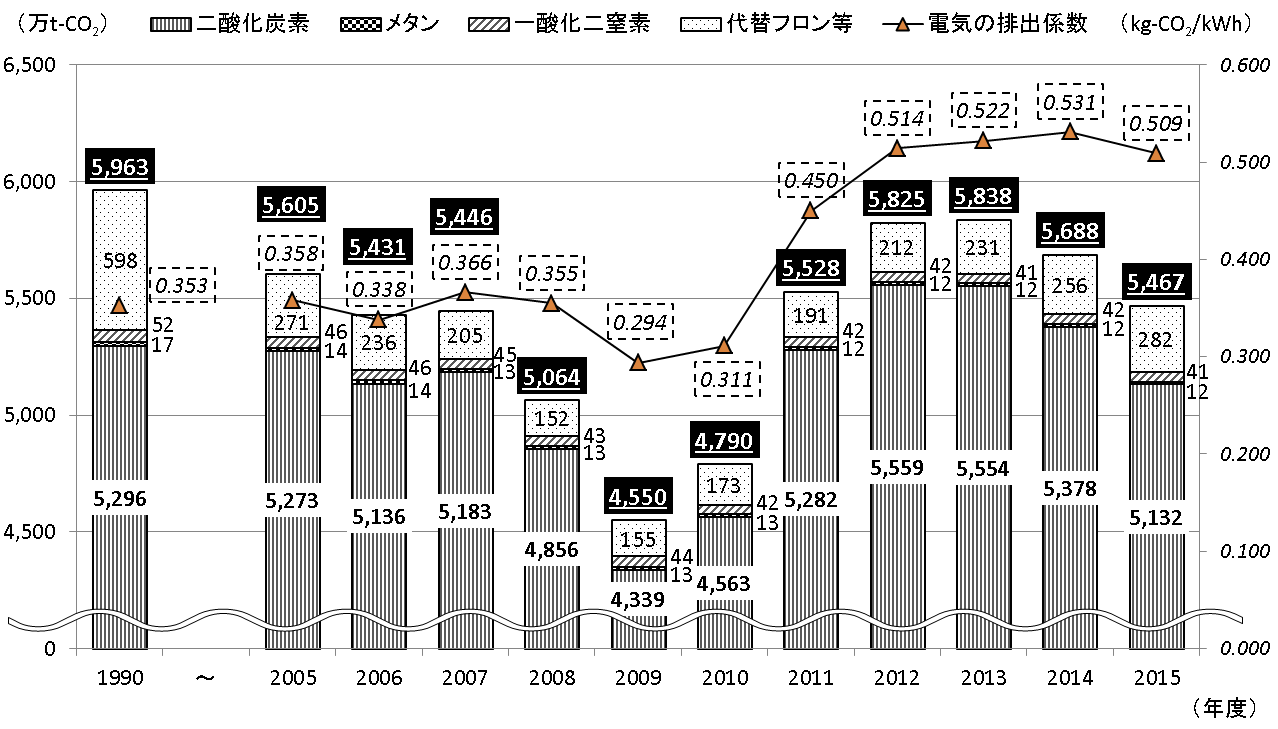 （万t-CO2） 二酸化炭素 メタン 一酸化二窒素 代替フロン等 電気の排出係数 （kg-CO2/kWh）
6,500 0.600
6,000 0.500
5,500 0.400
5,000 0.300
4,500 0.200
0.100
0 0.000
5,963 598 0.353 52 17 5,296
5,605 0.358 271 46 14 5,273
5,431 0.338 236 46 14 5,136
5,446 0.366 205 45 13 5,183
0.355 5,064 152 43 13 4,856
0.294 4,550 155 44 13 4,339
0.311 4,790 173 42 13 4,563
0.450 5,528 191 42 12 5,282
0.514 5,825 212 42 12 5,559
0.522 5,838 231 41 12 5,554
0.531 5,688 256 42 12 5,378
0.509 5,467 282 41 12 5,132
1990 ～ 2005 2006 2007 2008 2009 2010 2011 2012 2013 2014 2015
（年度）